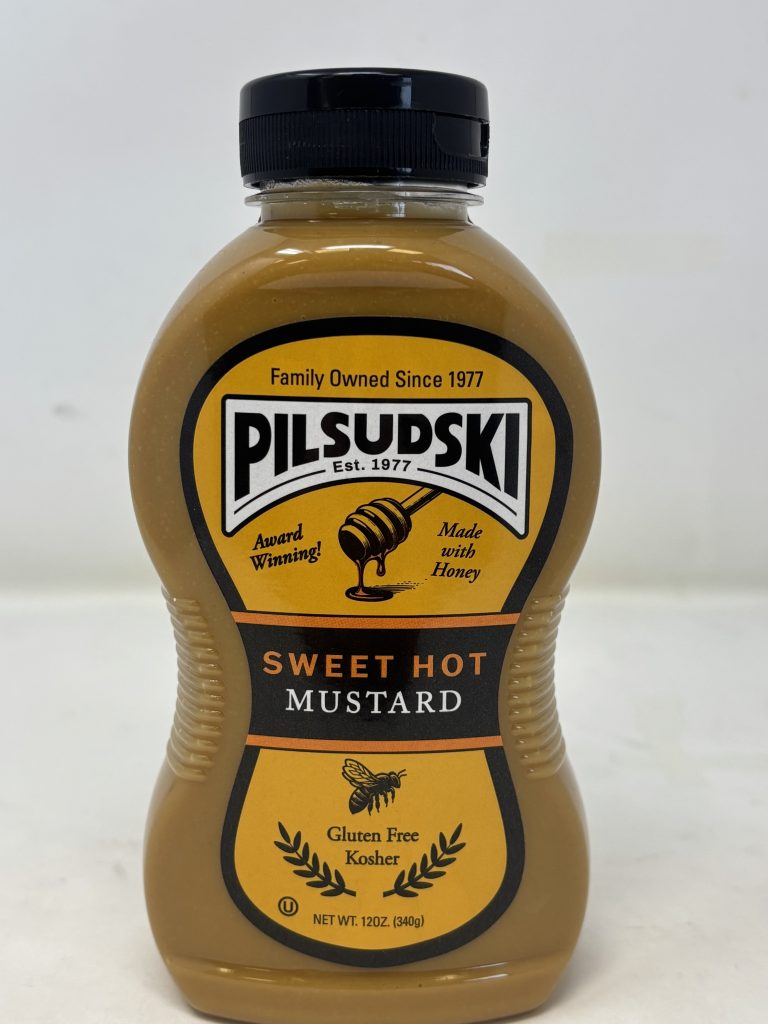 Family Owned Since 1977
PILSUDSKI
Est. 1977
Award
Winning!
Made
with
Honey
SWEET HOT
MUSTARD
Gluten Free
Kosher
U
NET WT. 12OZ. (340g)